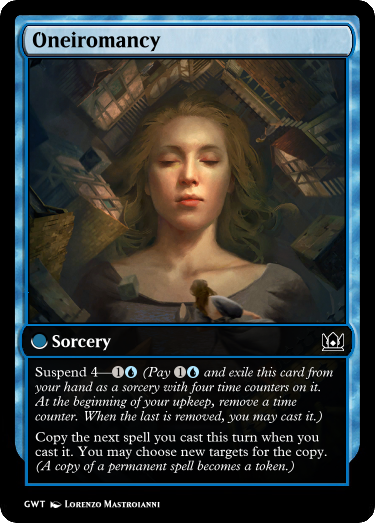 Oneiromancy
Sorcery
Suspend 4—1U (Pay 1U and exile this card from
your hand as a sorcery with four time counters on it.
At the beginning of your upkeep, remove a time
counter. When the last is removed, you may cast it.)
Copy the next spell you cast this turn when you
cast it. You may choose new targets for the copy.
(A copy of a permanent spell becomes a token.)
GWT Lorenzo Mastroianni